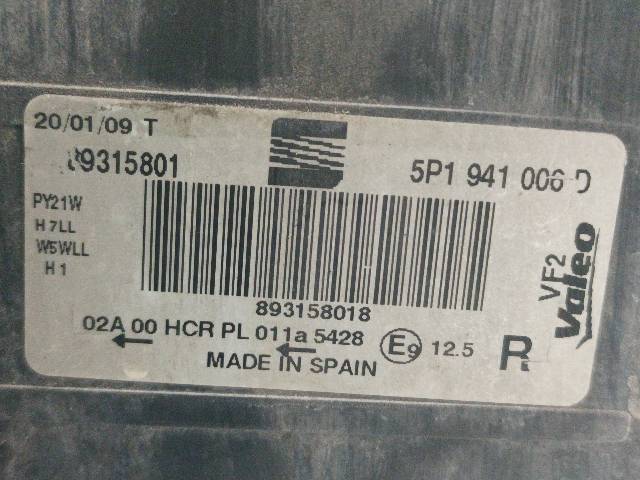 20/01/09 T
89315801
5P1 941 006 D
PY21W
H7LL
W5WLL
H1
893158018
VF2
Valeo
02A 00 HCR PL 011a 5428 E9 12.5
R
MADE IN SPAIN